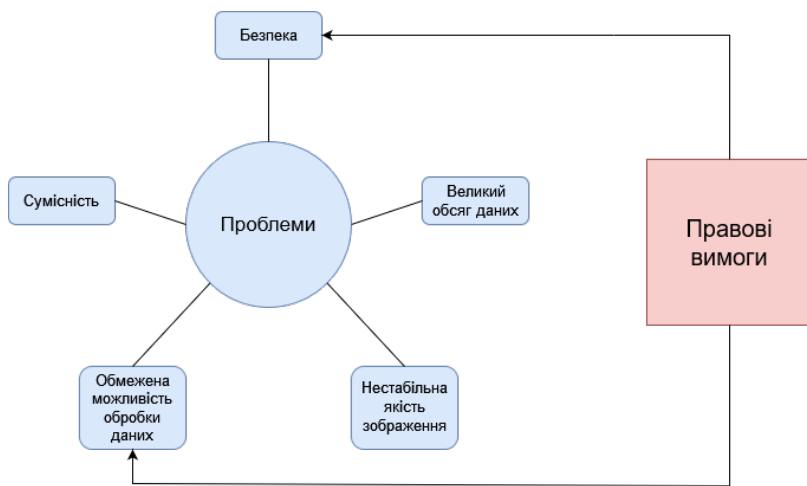 Безпека
Сумісність
Проблеми
Великий
обсяг даних
Правові
вимоги
Обмежена
можливість
обробки
даних
Нестабільна
якість
зображення